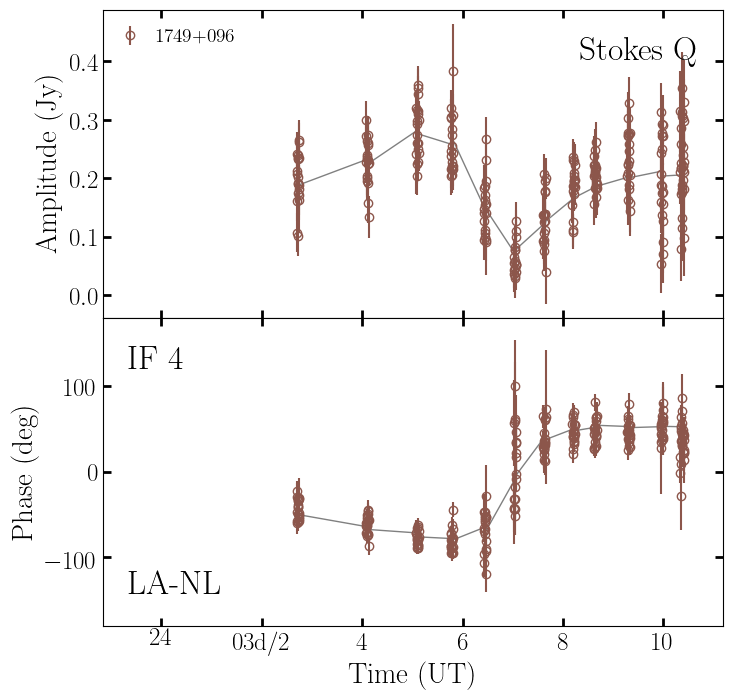 1749+096
Stokes Q
Amplitude (Jy)
0.4
0.3
0.2
0.1
0.0
IF 4
Phase (deg)
100
0
−100
LA-NL
24 03d/2 4 6 8 10
Time (UT)